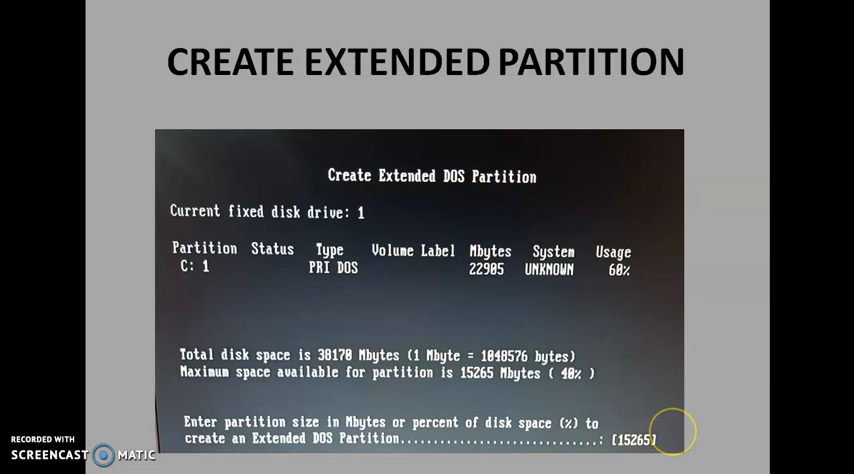 CREATE EXTENDED PARTITION
Create Extended DOS Partition
Current fixed disk drive: 1
Partition Status Type Volume Label Mbytes System Usage
C: 1 PRI DOS 22905 UNKNOWN 60%
Total disk space is 38170 Mbytes (1 Mbyte = 1048576 bytes)
Maximum space available for partition is 15265 Mbytes ( 40% )
Enter partition size in Mbytes or percent of disk space (%) to
create an Extended DOS Partition..............................: [15265]
RECORDED WITH
SCREENCAST MATIC